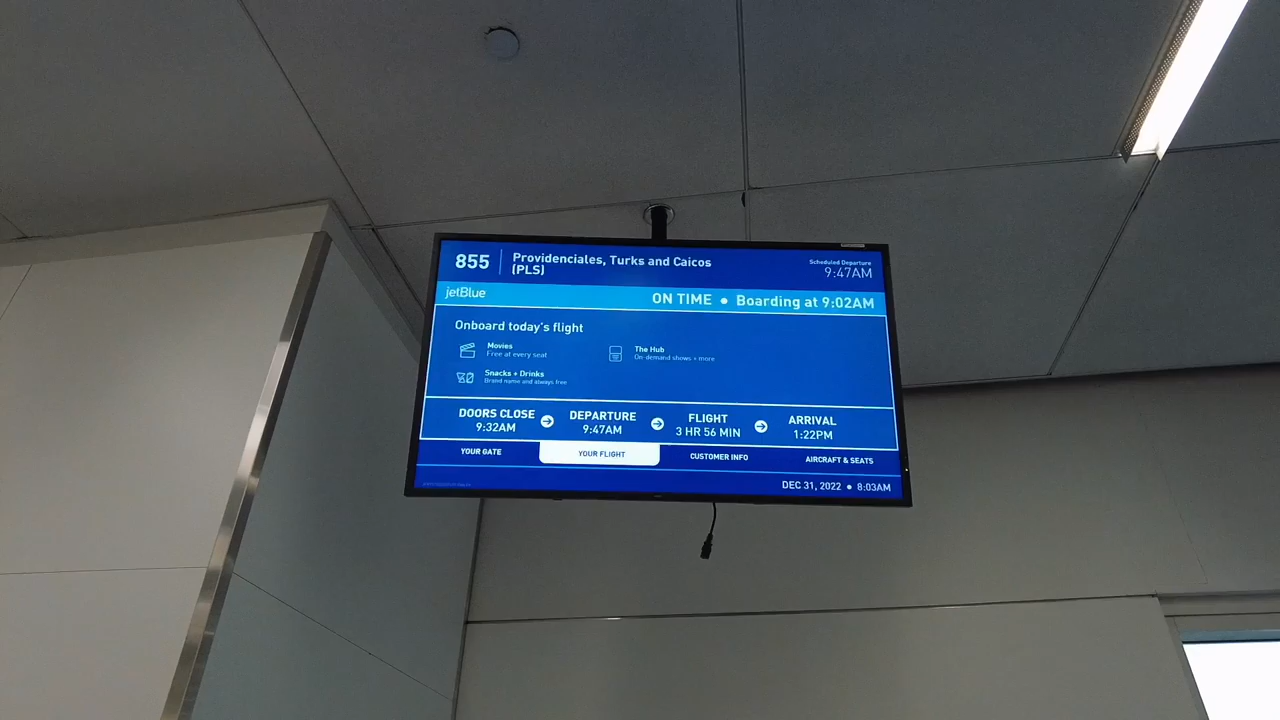 855
Providenciales, Turks and Caicos
(PLS)
Scheduled Departure
9:47AM
jetBlue
ON TIME ● Boarding at 9:02AM
Onboard today's flight
Movies
Free at every seat
The Hub
On-demand shows + more
Snacks + Drinks
Brand name and always free
DOORS CLOSE
9:32AM
DEPARTURE
9:47AM
FLIGHT
3 HR 56 MIN
ARRIVAL
1:22PM
YOUR GATE
YOUR FLIGHT
CUSTOMER INFO
AIRCRAFT & SEATS
DEC 31, 2022 ● 8:03AM